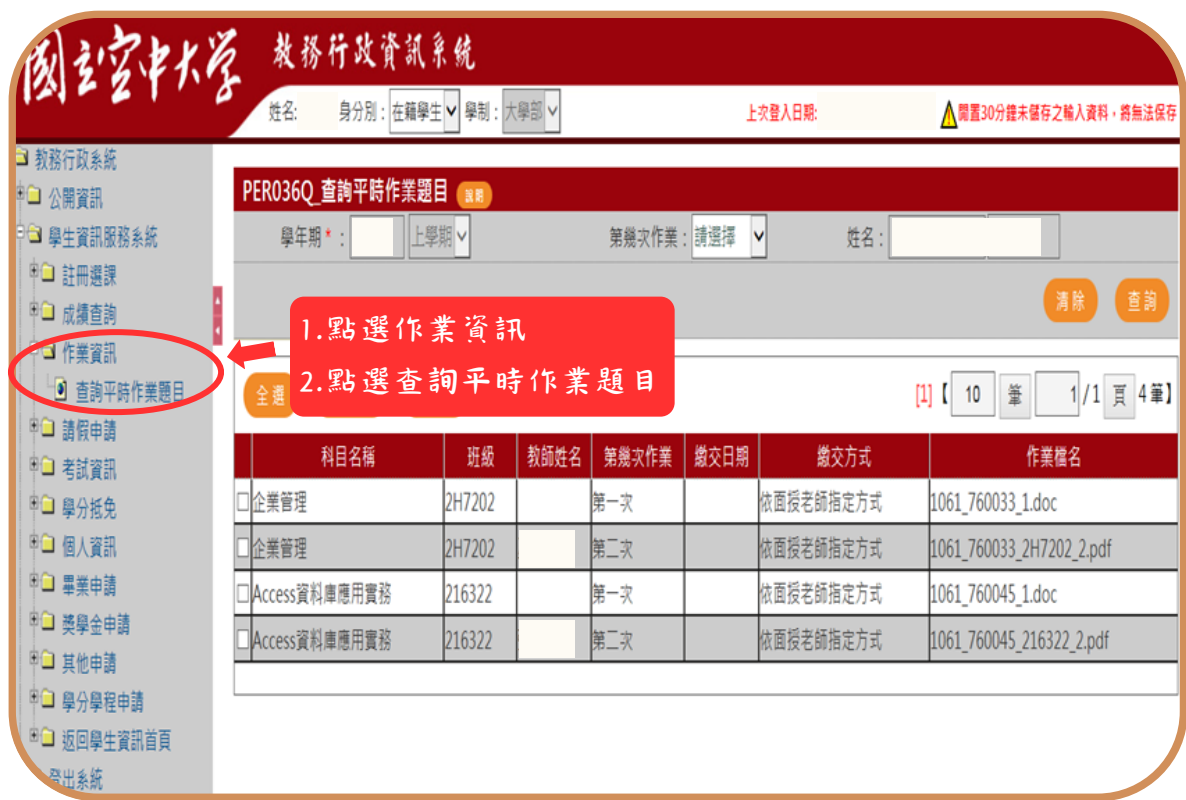 國立空中大學 教務行政資訊系統
姓名: 身分別：在籍學生 學制：大學部 上次登入日期: 閒置30分鐘未儲存之輸入資料，將無法保存
教務行政系統
公開資訊
學生資訊服務系統
註冊選課
成績查詢
作業資訊
查詢平時作業題目
請假申請
考試資訊
學分抵免
個人資訊
畢業申請
獎學金申請
其他申請
學分學程申請
返回學生資訊首頁
登出系統
PER036Q_查詢平時作業題目 說明
學年期*： 上學期 第幾次作業：請選擇 姓名：
清除 查詢
1.點選作業資訊
2.點選查詢平時作業題目
全選 [1]【 10 筆 1/1 頁 4筆】
科目名稱 班級 教師姓名 第幾次作業 繳交日期 繳交方式 作業檔名
企業管理 2H7202 第一次 依面授老師指定方式 1061_760033_1.doc
企業管理 2H7202 第二次 依面授老師指定方式 1061_760033_2H7202_2.pdf
Access資料庫應用實務 216322 第一次 依面授老師指定方式 1061_760045_1.doc
Access資料庫應用實務 216322 第二次 依面授老師指定方式 1061_760045_216322_2.pdf